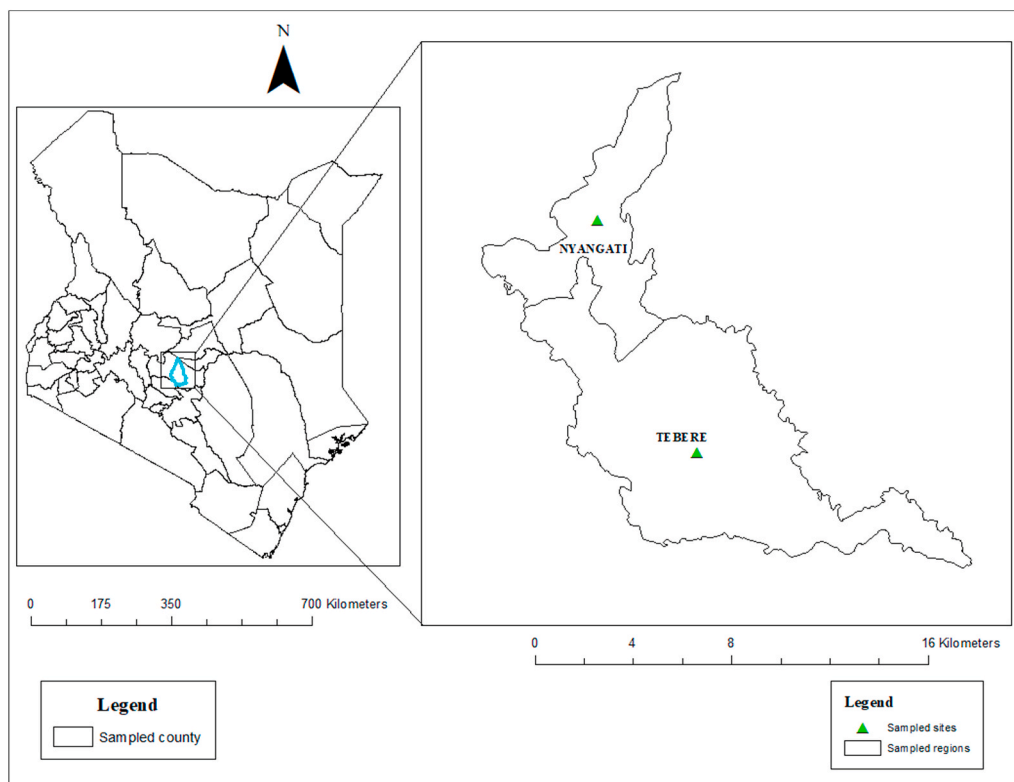 N
NYANGATI
TEBERE
0 175 350 700 Kilometers
0 4 8 16 Kilometers
Legend
Sampled county
Legend
Sampled sites
Sampled regions